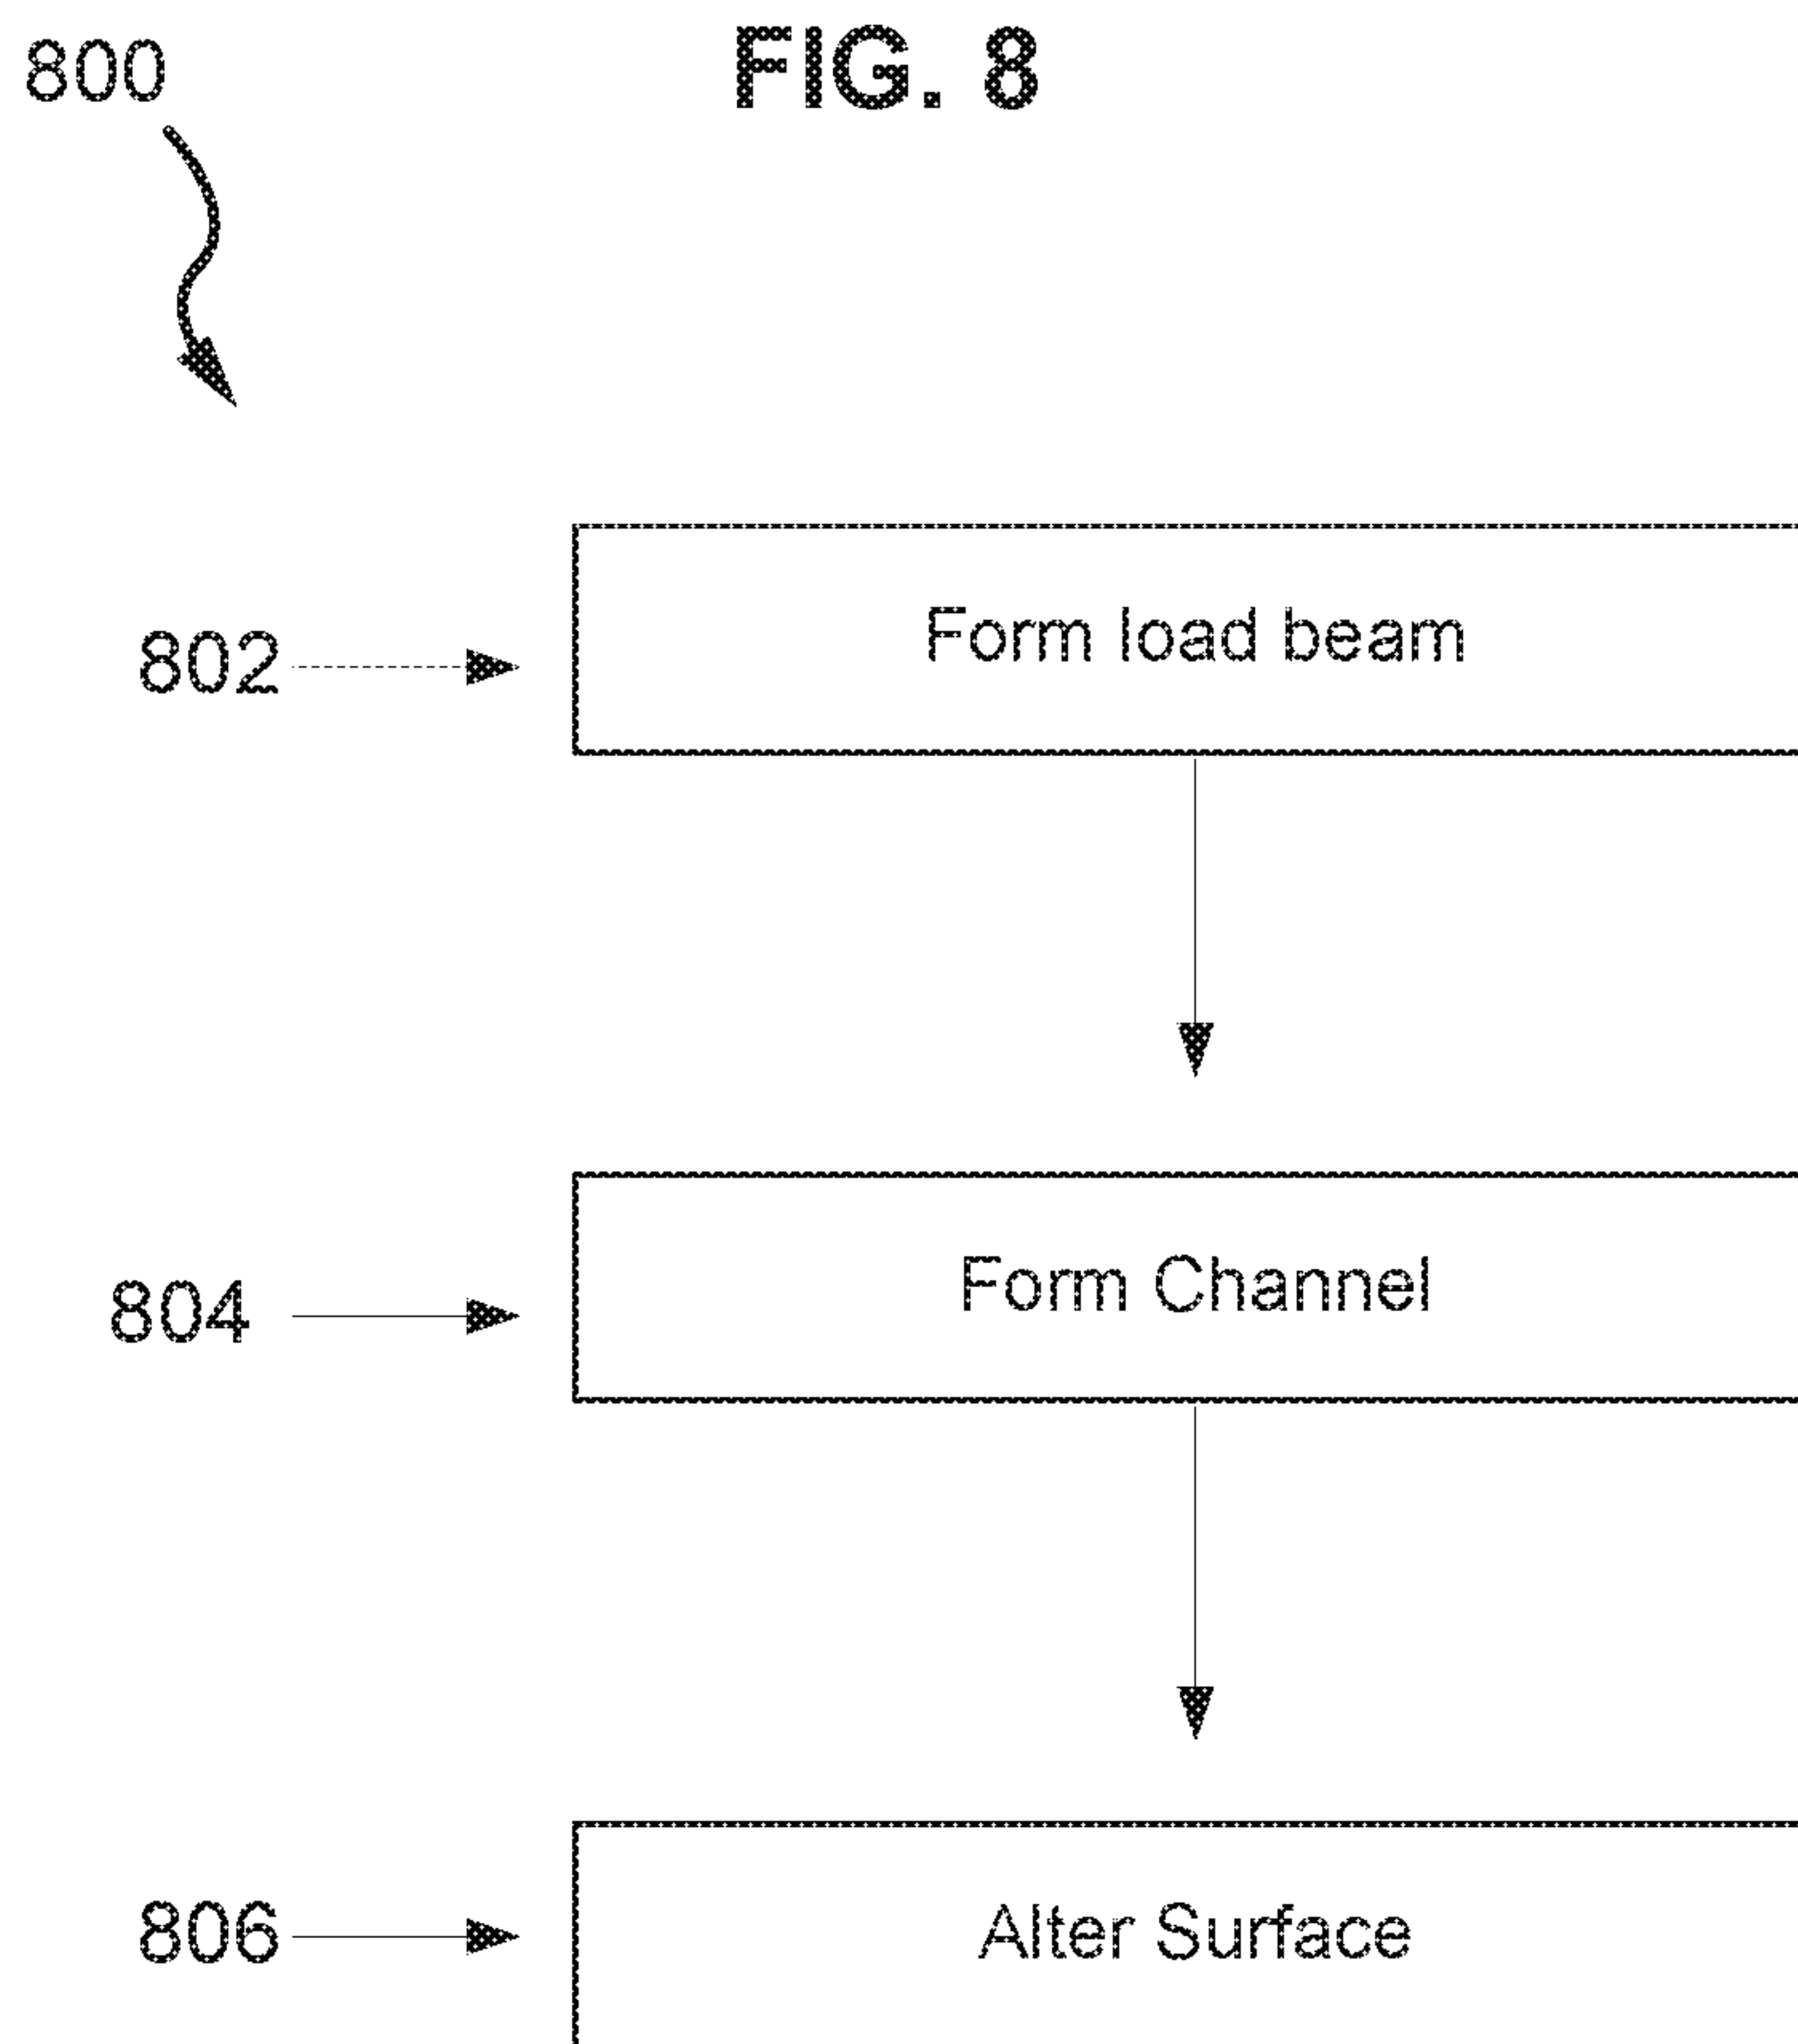 800
FIG. 8
802
Form load beam
804
Form Channel
806
Alter Surface